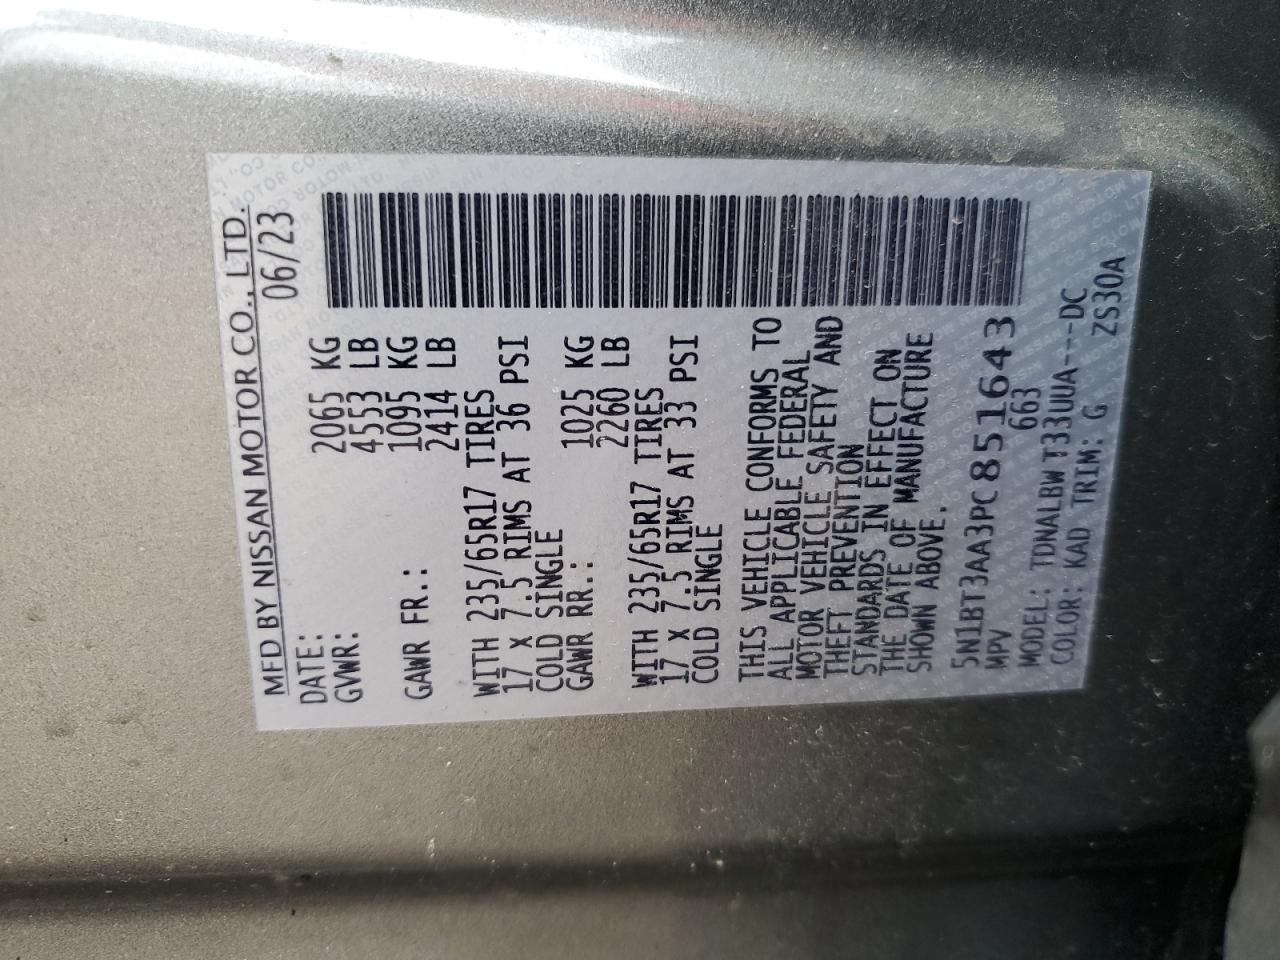 MFD BY NISSAN MOTOR CO., LTD.
DATE: 06/23
GVWR: 2065 KG
4553 LB
GAWR FR.: 1095 KG
2414 LB
WITH 235/65R17 TIRES
17 X 7.5 RIMS AT 36 PSI
COLD SINGLE
GAWR RR.: 1025 KG
2260 LB
WITH 235/65R17 TIRES
17 X 7.5 RIMS AT 33 PSI
COLD SINGLE
THIS VEHICLE CONFORMS TO
ALL APPLICABLE FEDERAL
MOTOR VEHICLE SAFETY AND
THEFT PREVENTION
STANDARDS IN EFFECT ON
THE DATE OF MANUFACTURE
SHOWN ABOVE.
5N1BT3AA3PC851643
MPV 663
MODEL: TDNALBWT33UUA---DC
COLOR: KAD TRIM: G ZS30A